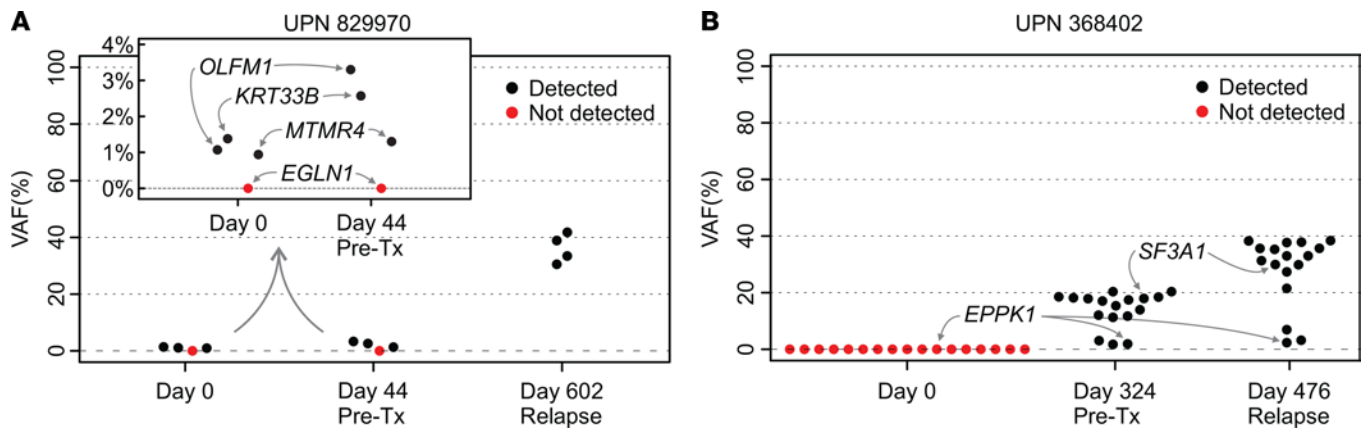 A
UPN 829970
VAF(%)
100
80
60
40
20
0
4%
3%
2%
1%
0%
OLFM1
KRT33B
MTMR4
EGLN1
Day 0
Day 44
Pre-Tx
Detected
Not detected
Day 0
Day 44
Pre-Tx
Day 602
Relapse
B
UPN 368402
VAF(%)
100
80
60
40
20
0
Detected
Not detected
SF3A1
EPPK1
Day 0
Day 324
Pre-Tx
Day 476
Relapse